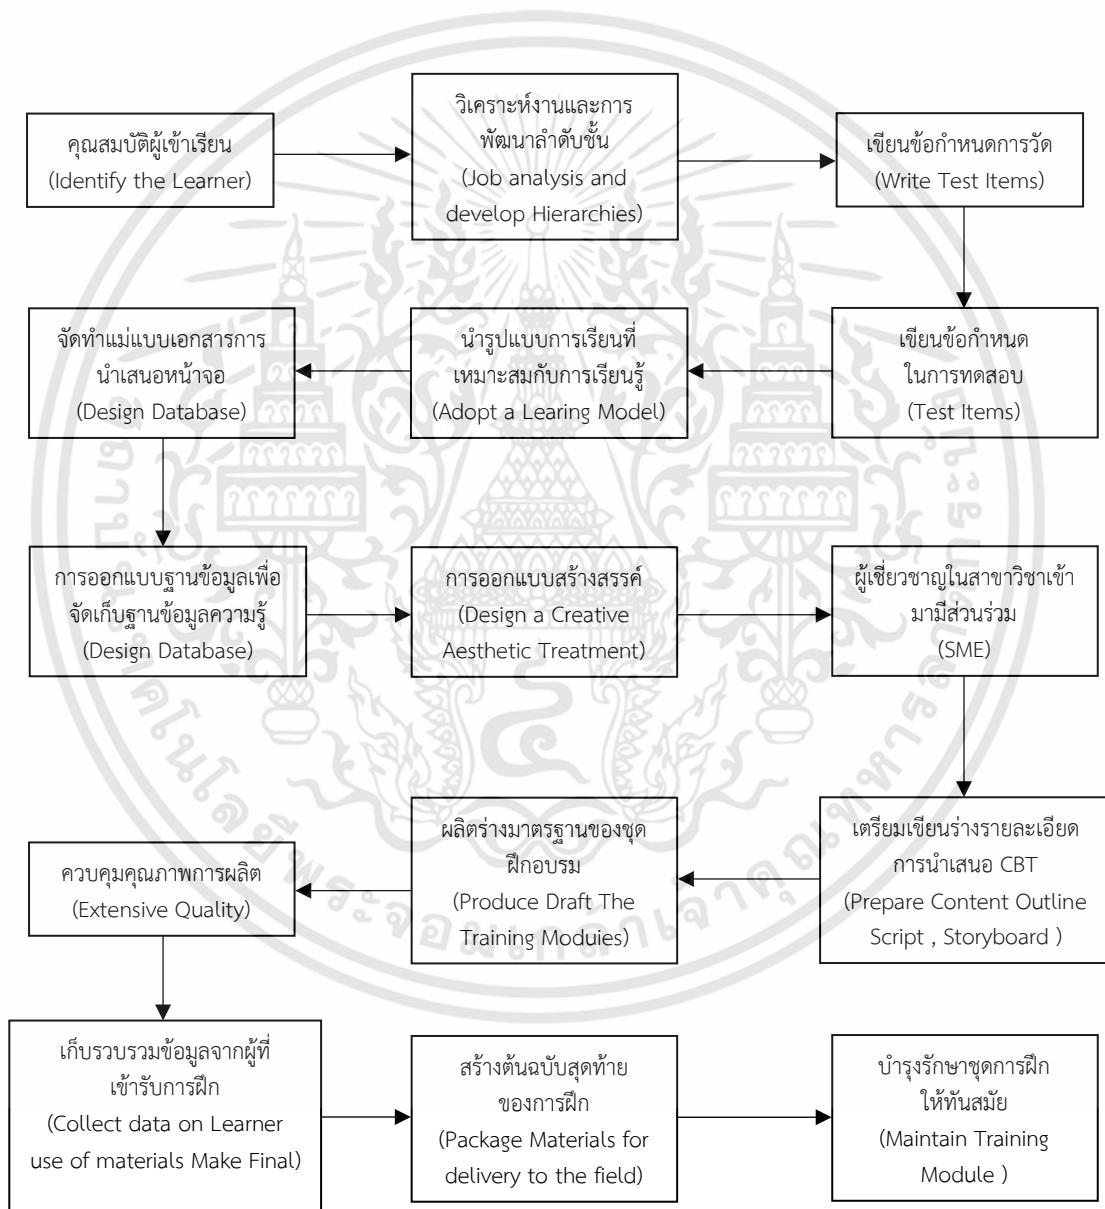 คุณสมบัติผู้เข้าเรียน
(Identify the Learner)
วิเคราะห์งานและการ
พัฒนาลำดับชั้น
(Job analysis and
develop Hierarchies)
เขียนข้อกำหนดการวัด
(Write Test Items)
เขียนข้อกำหนด
ในการทดสอบ
(Test Items)
นำรูปแบบการเรียนที่
เหมาะสมกับการเรียนรู้
(Adopt a Learing Model)
จัดทำแม่แบบเอกสารการ
นำเสนอหน้าจอ
(Design Database)
การออกแบบฐานข้อมูลเพื่อ
จัดเก็บฐานข้อมูลความรู้
(Design Database)
การออกแบบสร้างสรรค์
(Design a Creative
Aesthetic Treatment)
ผู้เชี่ยวชาญในสาขาวิชาเข้า
มามีส่วนร่วม
(SME)
เตรียมเขียนร่างรายละเอียด
การนำเสนอ CBT
(Prepare Content Outline
Script , Storyboard )
ผลิตร่างมาตรฐานของชุด
ฝึกอบรม
(Produce Draft The
Training Moduies)
ควบคุมคุณภาพการผลิต
(Extensive Quality)
เก็บรวบรวมข้อมูลจากผู้ที่
เข้ารับการฝึก
(Collect data on Learner
use of materials Make Final)
สร้างต้นฉบับสุดท้าย
ของการฝึก
(Package Materials for
delivery to the field)
บำรุงรักษาชุดการฝึก
ให้ทันสมัย
(Maintain Training
Module )